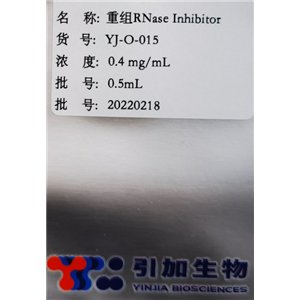 名 称: 重组RNase Inhibitor
货 号: YJ-O-015
浓 度: 0.4 mg/mL
批 号: 0.5mL
批 号: 20220218
引加生物
YINJIA BIOSCIENCES